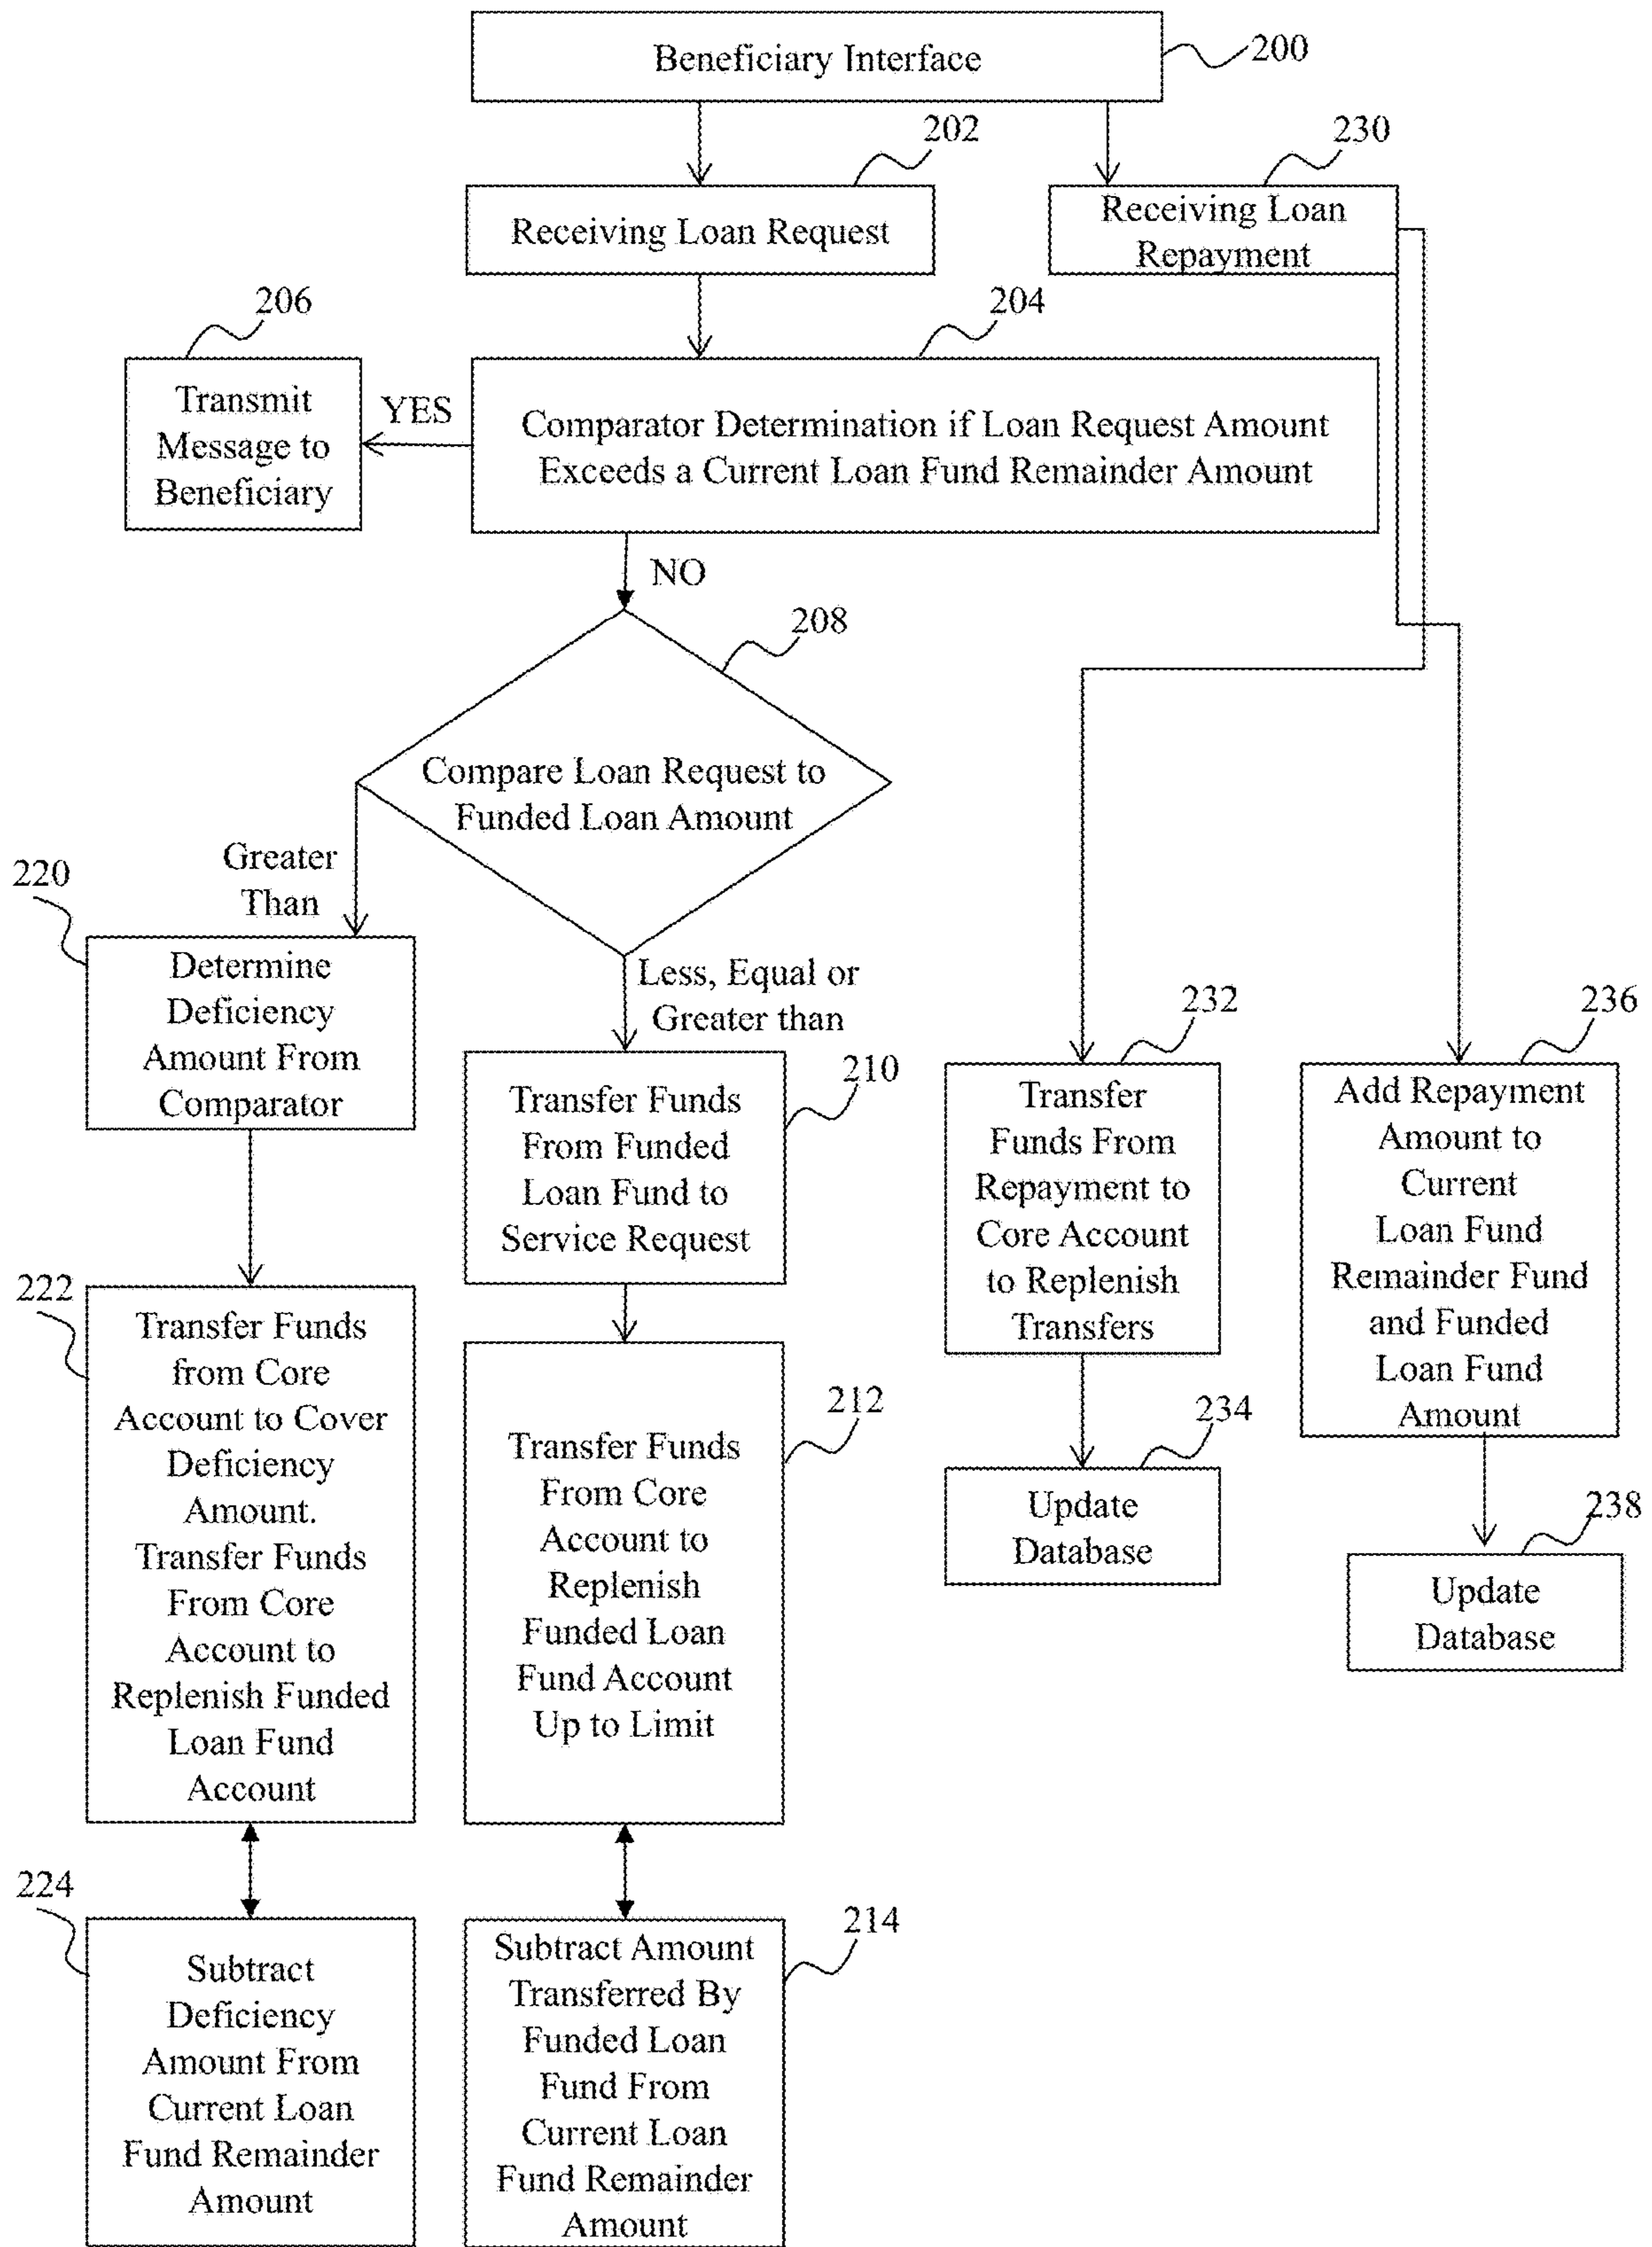 Beneficiary Interface
200
202
230
Receiving Loan Request
Receiving Loan
Repayment
206
204
Transmit
Message to
Beneficiary
YES
Comparator Determination if Loan Request Amount
Exceeds a Current Loan Fund Remainder Amount
NO
208
Compare Loan Request to
Funded Loan Amount
Greater
Than
220
Determine
Deficiency
Amount From
Comparator
Less, Equal or
Greater than
210
Transfer Funds
From Funded
Loan Fund to
Service Request
232
Transfer
Funds From
Repayment to
Core Account
to Replenish
Transfers
236
Add Repayment
Amount to
Current
Loan Fund
Remainder Fund
and Funded
Loan Fund
Amount
222
Transfer Funds
from Core
Account to Cover
Deficiency
Amount.
Transfer Funds
From Core
Account to
Replenish Funded
Loan Fund
Account
212
Transfer Funds
From Core
Account to
Replenish
Funded Loan
Fund Account
Up to Limit
234
Update
Database
238
Update
Database
224
Subtract
Deficiency
Amount From
Current Loan
Fund Remainder
Amount
214
Subtract Amount
Transferred By
Funded Loan
Fund From
Current Loan
Fund Remainder
Amount